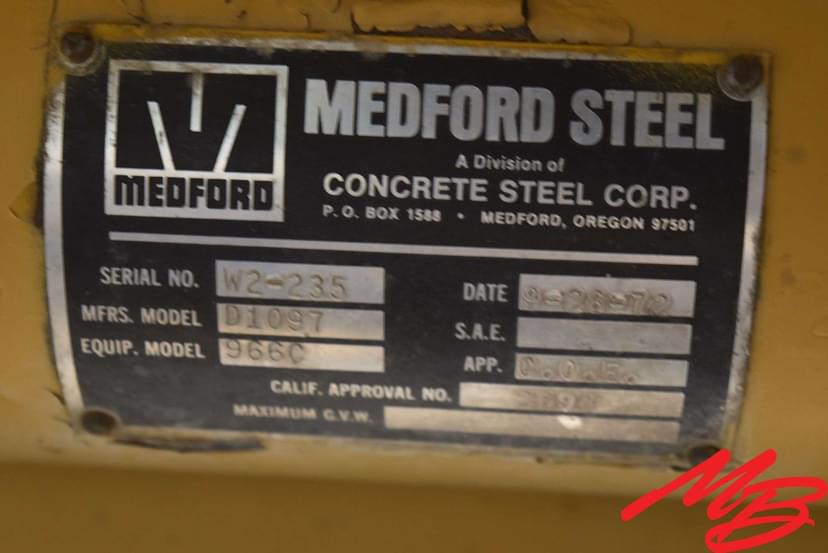 MEDFORD
MEDFORD STEEL
A Division of
CONCRETE STEEL CORP.
P. O. BOX 1588 • MEDFORD, OREGON 97501
SERIAL NO. W2-235
MFRS. MODEL D1097
EQUIP. MODEL 966C
DATE
S.A.E.
APP.
CALIF. APPROVAL NO.
MAXIMUM G.V.W.
MB